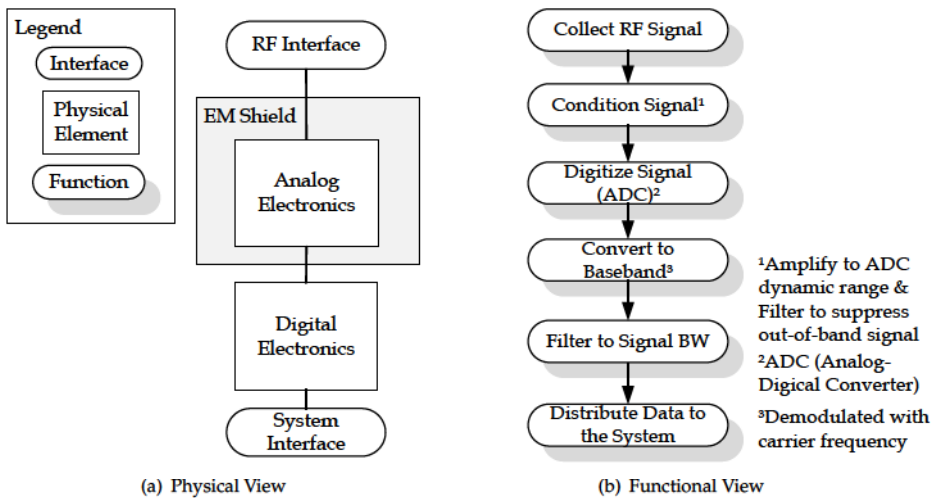 Legend
Interface
Physical
Element
Function
RF Interface
EM Shield
Analog
Electronics
Digital
Electronics
System
Interface
(a) Physical View
Collect RF Signal
Condition Signal¹
Digitize Signal
(ADC)²
Convert to
Baseband³
Filter to Signal BW
Distribute Data to
the System
¹Amplify to ADC
dynamic range &
Filter to suppress
out-of-band signal
²ADC (Analog-
Digical Converter)
³Demodulated with
carrier frequency
(b) Functional View